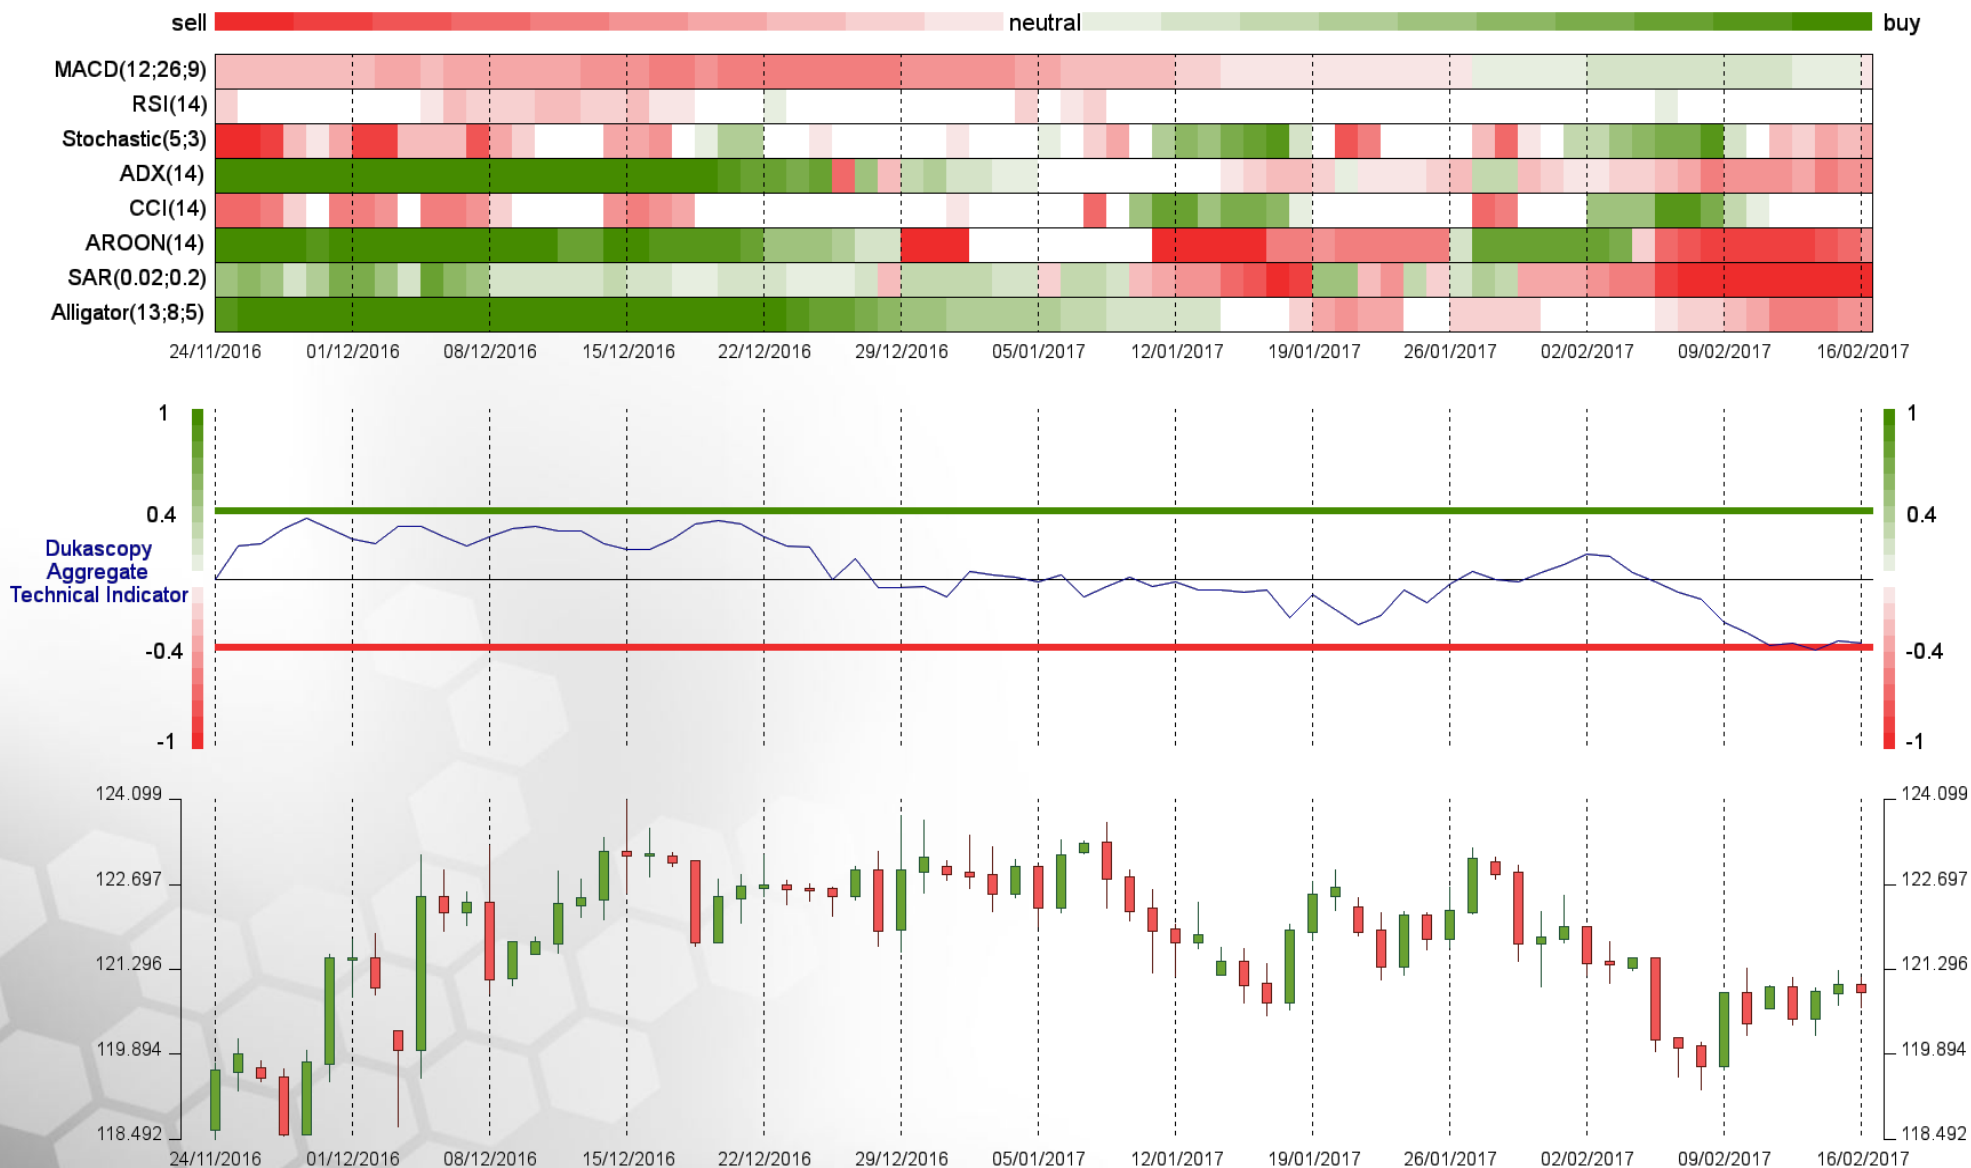 sell neutral buy
MACD(12;26;9)
RSI(14)
Stochastic(5;3)
ADX(14)
CCI(14)
AROON(14)
SAR(0.02;0.2)
Alligator(13;8;5)
24/11/2016 01/12/2016 08/12/2016 15/12/2016 22/12/2016 29/12/2016 05/01/2017 12/01/2017 19/01/2017 26/01/2017 02/02/2017 09/02/2017 16/02/2017
1 1
0.4 0.4
Dukascopy
Aggregate
Technical Indicator
-0.4 -0.4
-1 -1
124.099 124.099
122.697 122.697
121.296 121.296
119.894 119.894
118.492 118.492
24/11/2016 01/12/2016 08/12/2016 15/12/2016 22/12/2016 29/12/2016 05/01/2017 12/01/2017 19/01/2017 26/01/2017 02/02/2017 09/02/2017 16/02/2017